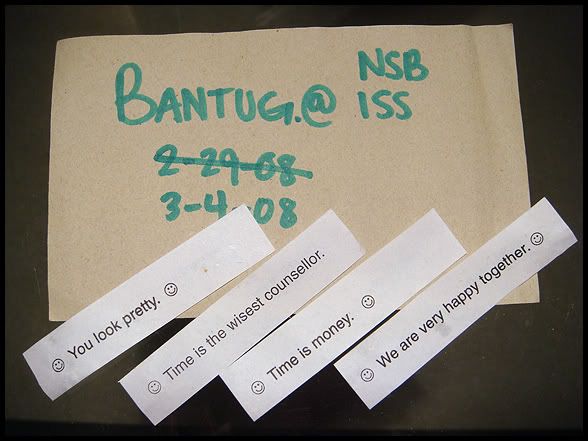 BANTUG.@ NSB
ISS
2-29-08
3-4-08
☺ You look pretty. ☺
☺ Time is the wisest counsellor.
☺ Time is money. ☺
☺ We are very happy together. ☺